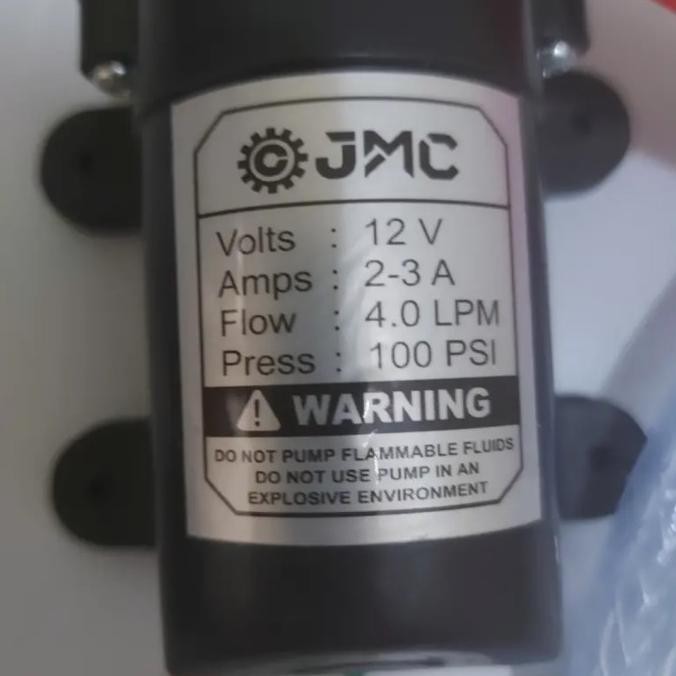 JMC
Volts : 12 V
Amps : 2-3 A
Flow : 4.0 LPM
Press : 100 PSI
WARNING
DO NOT PUMP FLAMMABLE FLUIDS
DO NOT USE PUMP IN AN
EXPLOSIVE ENVIRONMENT